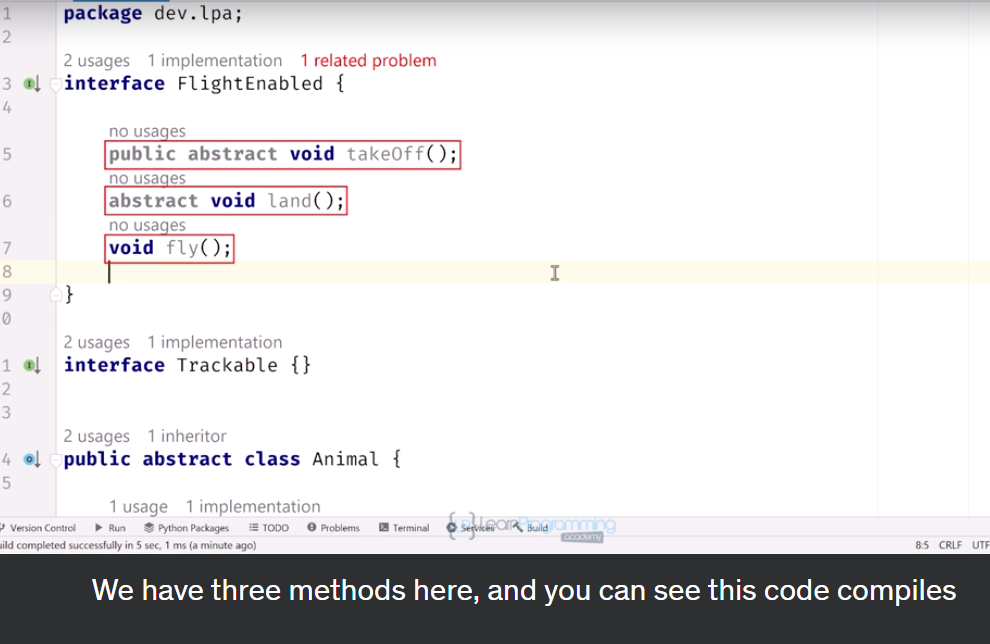 1 package dev.lpa;
2
2 usages 1 implementation 1 related problem
3 interface FlightEnabled {
4
no usages
5 public abstract void takeOff();
no usages
6 abstract void land();
no usages
7 void fly();
8
9 }
0
2 usages 1 implementation
1 interface Trackable {}
2
3
2 usages 1 inheritor
4 public abstract class Animal {
5
1 usage 1 implementation
Version Control Run Python Packages TODO Problems Terminal Services Build
LearnProgramming
academy
uild completed successfully in 5 sec, 1 ms (a minute ago) 8:5 CRLF UTF
We have three methods here, and you can see this code compiles